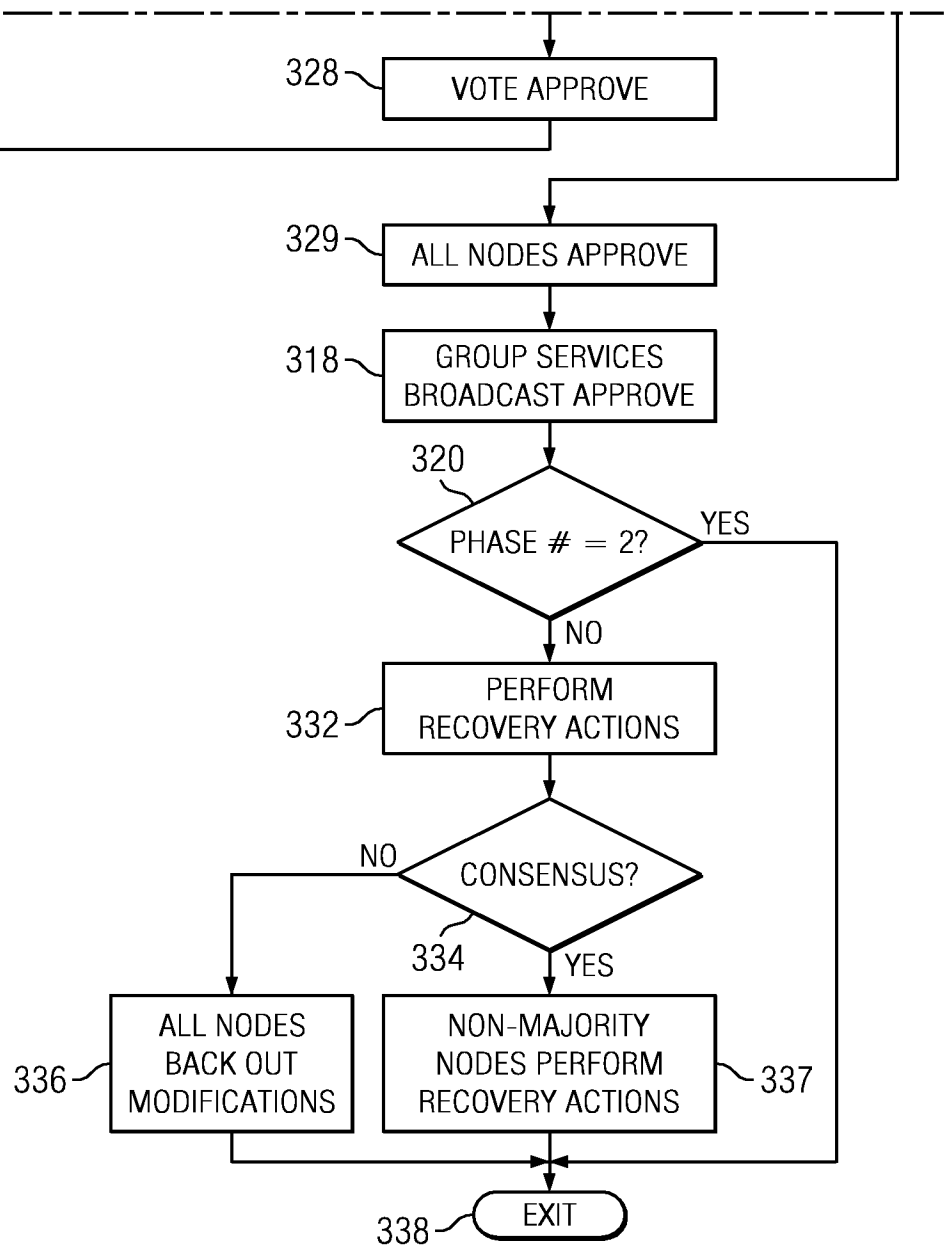 328
VOTE APPROVE
329
ALL NODES APPROVE
318
GROUP SERVICES
BROADCAST APPROVE
320
PHASE # = 2?
YES
NO
332
PERFORM
RECOVERY ACTIONS
NO
CONSENSUS?
334
YES
336
ALL NODES
BACK OUT
MODIFICATIONS
NON-MAJORITY
NODES PERFORM
RECOVERY ACTIONS
337
338
EXIT